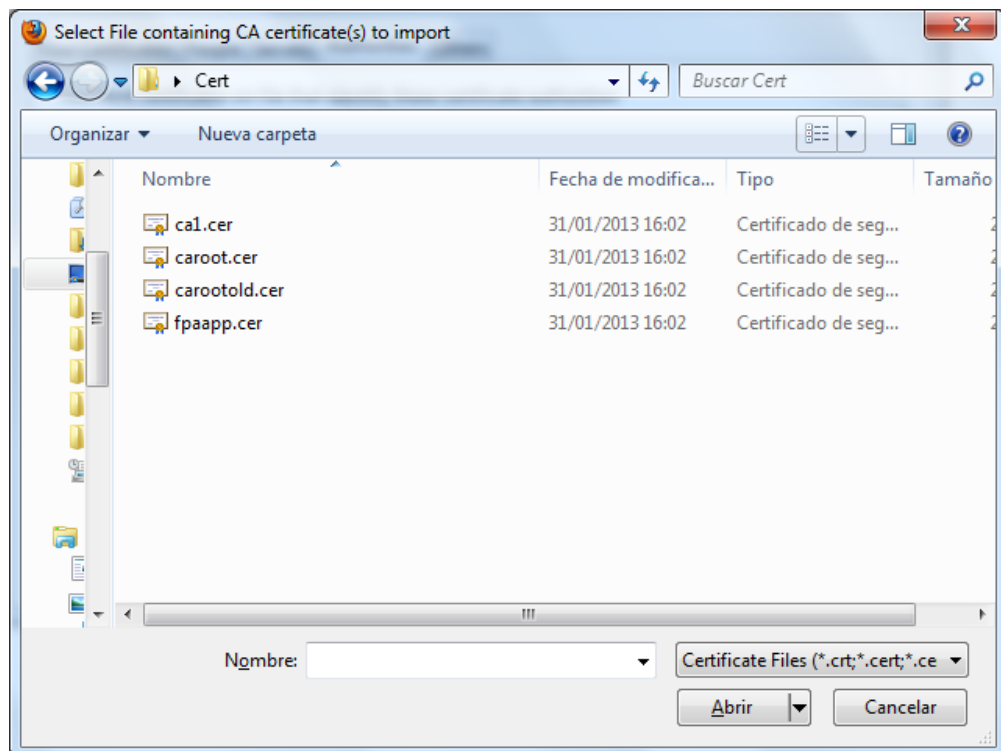 Select File containing CA certificate(s) to import
Cert
Buscar Cert
Organizar
Nueva carpeta
Nombre
Fecha de modifica...
Tipo
Tamaño
ca1.cer
31/01/2013 16:02
Certificado de seg...
2
caroot.cer
31/01/2013 16:02
Certificado de seg...
2
carootold.cer
31/01/2013 16:02
Certificado de seg...
fpaapp.cer
31/01/2013 16:02
Certificado de seg...
2
Nombre:
Certificate Files (*.crt;*.cert;*.ce
Abrir
Cancelar